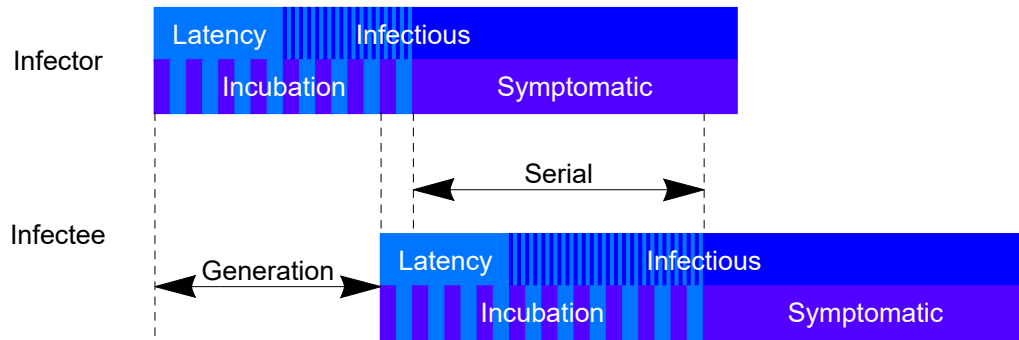 Latency Infectious
Infector
Incubation Symptomatic
Serial
Infectee
Latency Infectious
Generation
Incubation Symptomatic